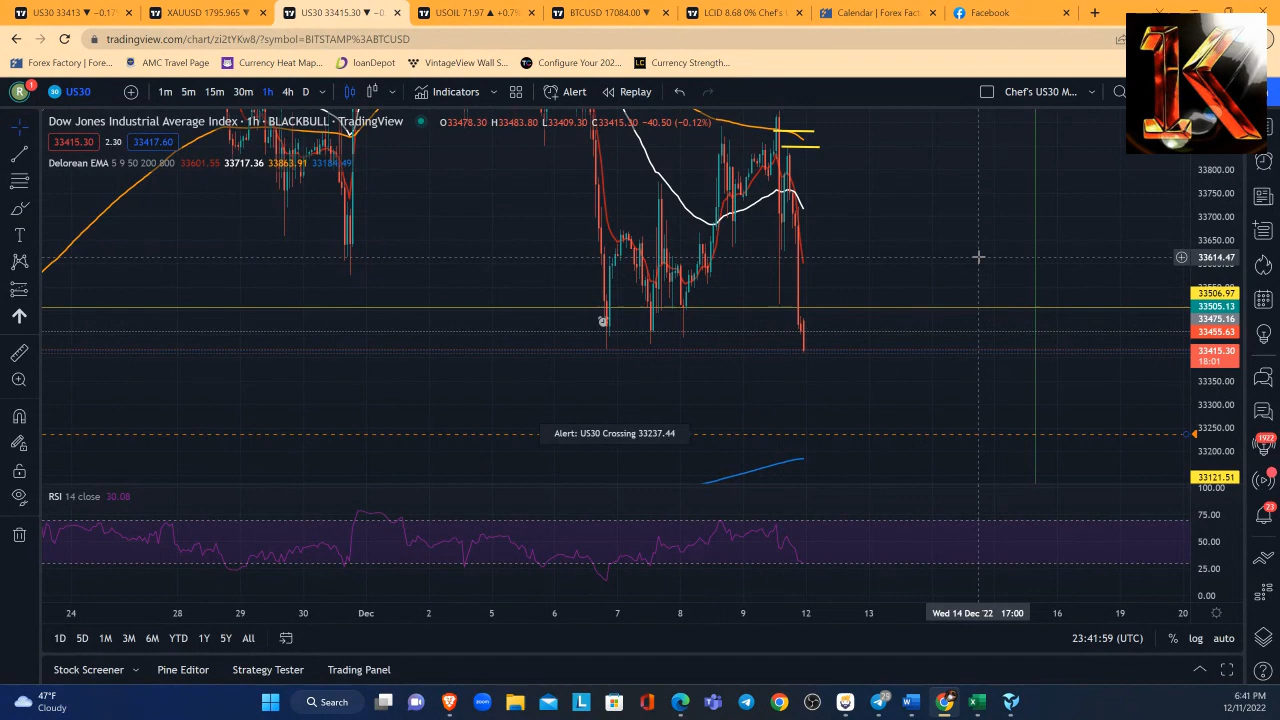 US30 33413 ▼ −0.17%
XAUUSD 1795.965 ▼
US30 33415.30 ▼ −0
USOIL 71.97 ▲ +0.7%
BTCUSD 17084.00 ▼
LCID 8.68 0% Chef's L
Calendar | Forex Fact
Facebook
tradingview.com/chart/zi2tYKw8/?symbol=BITSTAMP%3ABTCUSD
Forex Factory | Fore...
AMC Travel Page
Currency Heat Map...
loanDepot
VintageView Wall S...
Configure Your 202...
Currency Strength...
1K
R
1
30
US30
1m
5m
15m
30m
1h
4h
D
Indicators
Alert
Replay
Chef's US30 M...
Dow Jones Industrial Average Index · 1h · BLACKBULL · TradingView
O33478.30 H33483.80 L33409.30 C33415.30 −40.50 (−0.12%)
33415.30
2.30
33417.60
Delorean EMA 5 9 50 200 800
33601.55
33717.36
33863.91
33184.49
33800.00
33750.00
33700.00
33650.00
33614.47
33506.97
33505.13
33475.16
33455.63
33415.30
18:01
33350.00
33300.00
33250.00
33200.00
33121.51
Alert: US30 Crossing 33237.44
RSI 14 close 30.08
100.00
75.00
50.00
25.00
0.00
1922
23
24
28
29
30
Dec
2
5
6
7
8
9
12
13
Wed 14 Dec '22 17:00
16
19
20
1D
5D
1M
3M
6M
YTD
1Y
5Y
All
23:41:59 (UTC)
%
log
auto
Stock Screener
Pine Editor
Strategy Tester
Trading Panel
47°F
Cloudy
Search
zoom
L
6:41 PM
12/11/2022